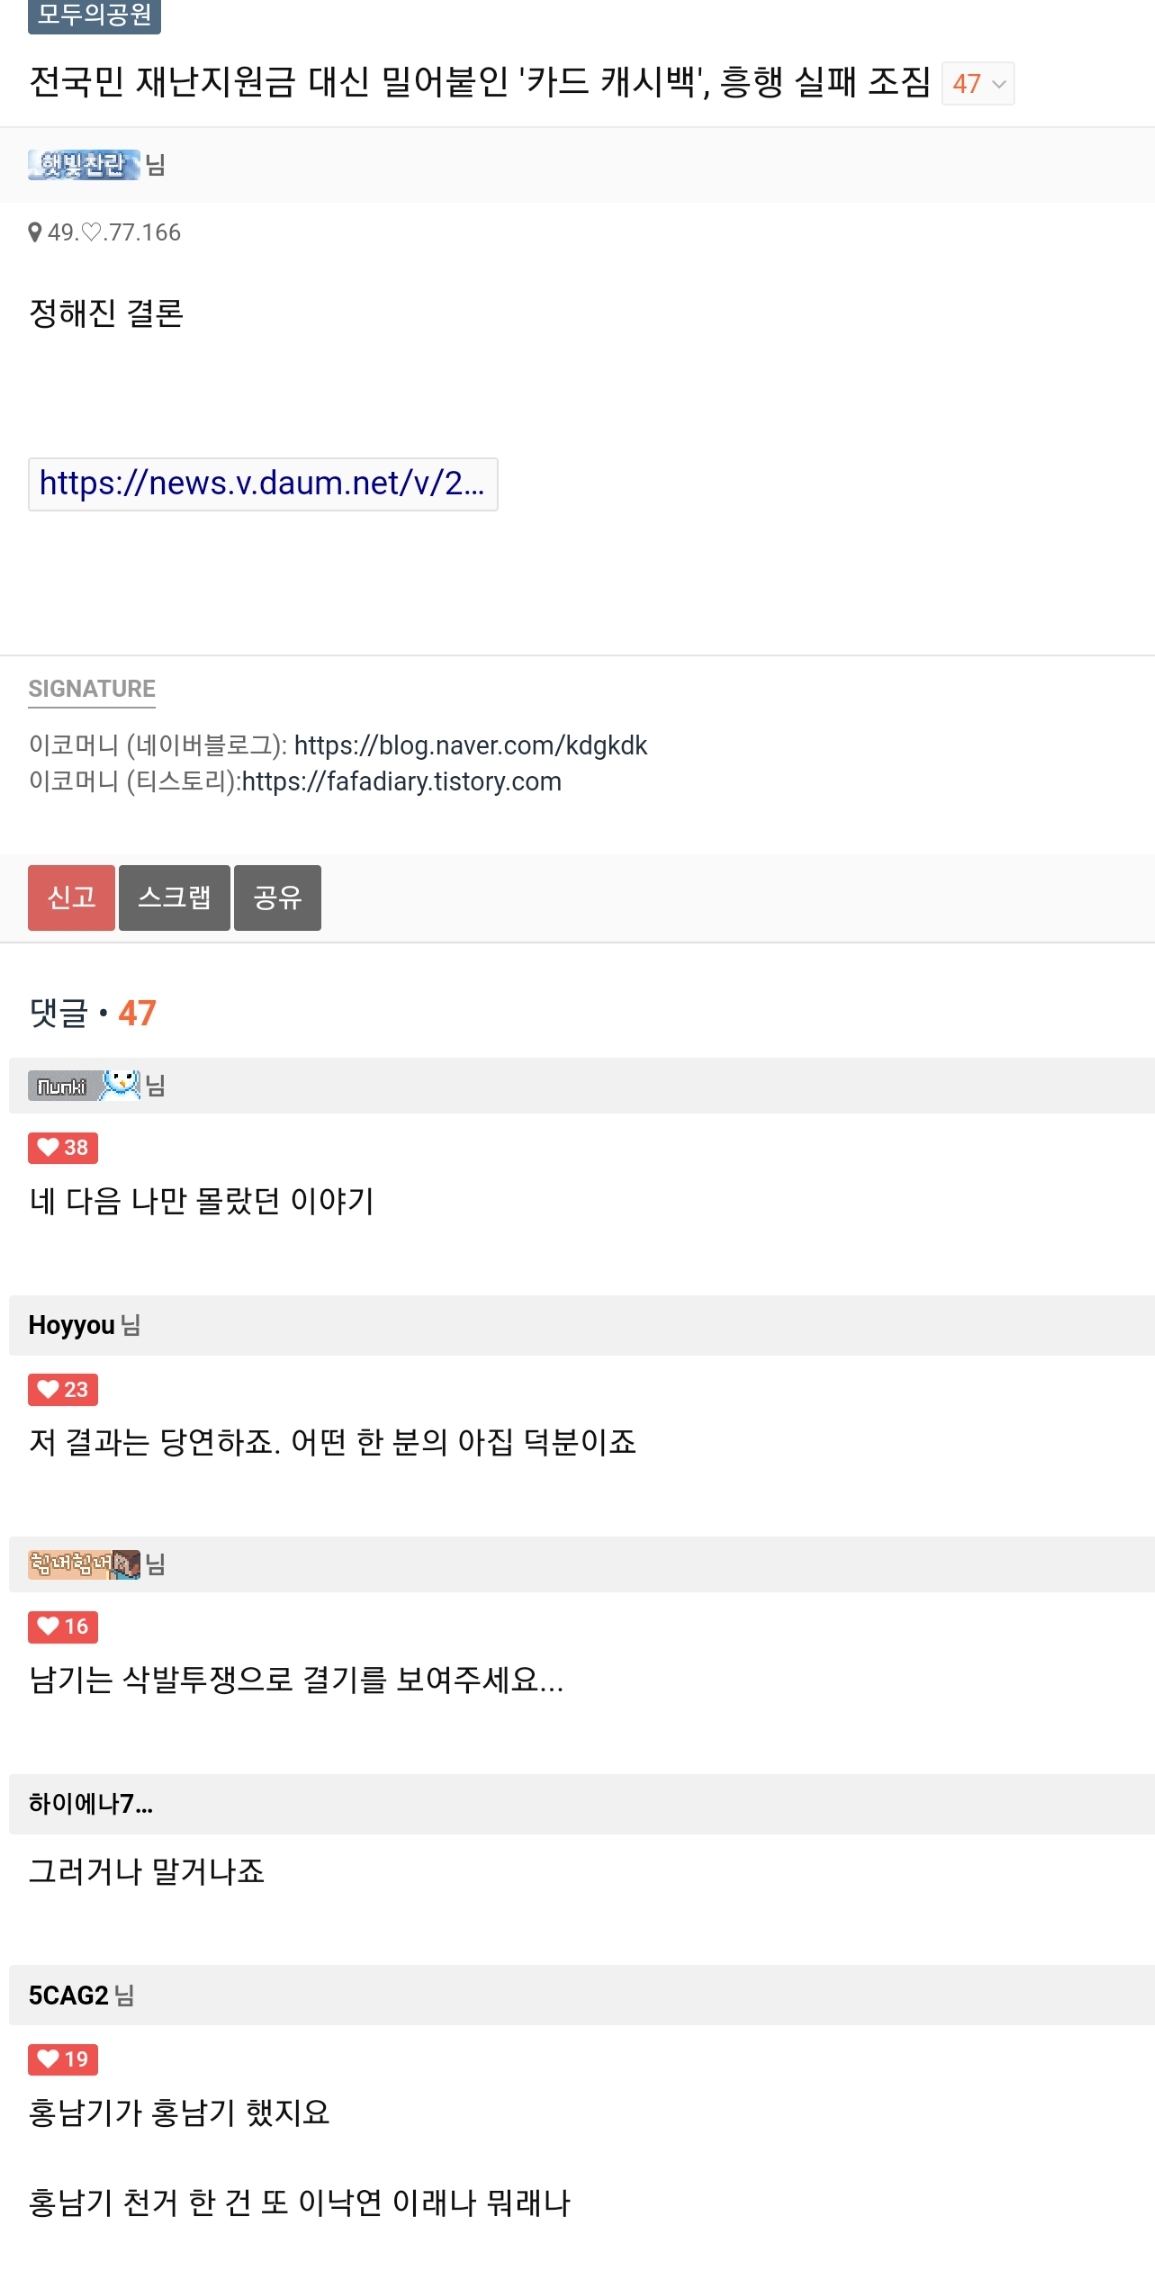 모두의공원
전국민 재난지원금 대신 밀어붙인 '카드 캐시백', 흥행 실패 조짐 47
햇빛찬란 님
49.♡.77.166
정해진 결론
https://news.v.daum.net/v/2...
SIGNATURE
이코머니 (네이버블로그): https://blog.naver.com/kdgkdk
이코머니 (티스토리):https://fafadiary.tistory.com
신고 스크랩 공유
댓글 • 47
Nunki 님
38
네 다음 나만 몰랐던 이야기
Hoyyou 님
23
저 결과는 당연하죠. 어떤 한 분의 아집 덕분이죠
힘내힘내 님
16
남기는 삭발투쟁으로 결기를 보여주세요...
하이에나7...
그러거나 말거나죠
5CAG2 님
19
홍남기가 홍남기 했지요
홍남기 천거 한 건 또 이낙연 이래나 뭐래나